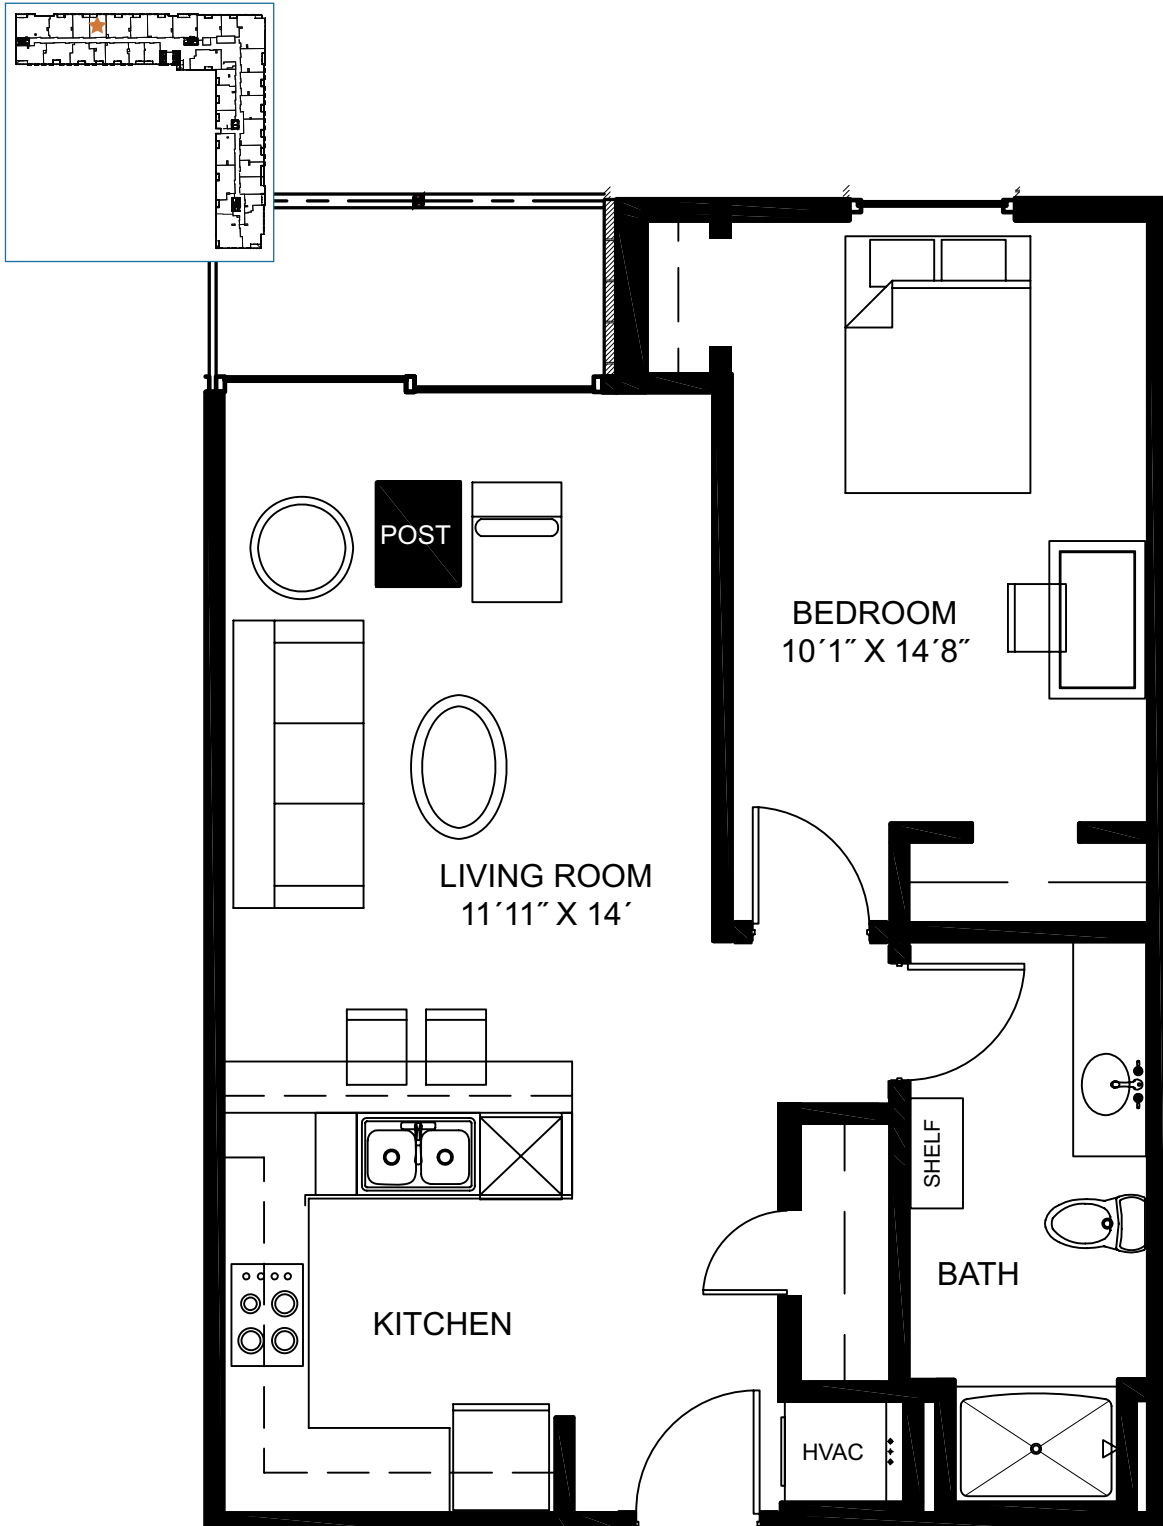 POST
BEDROOM
10´1˝ X 14´8˝
LIVING ROOM
11´11˝ X 14´
SHELF
BATH
KITCHEN
HVAC